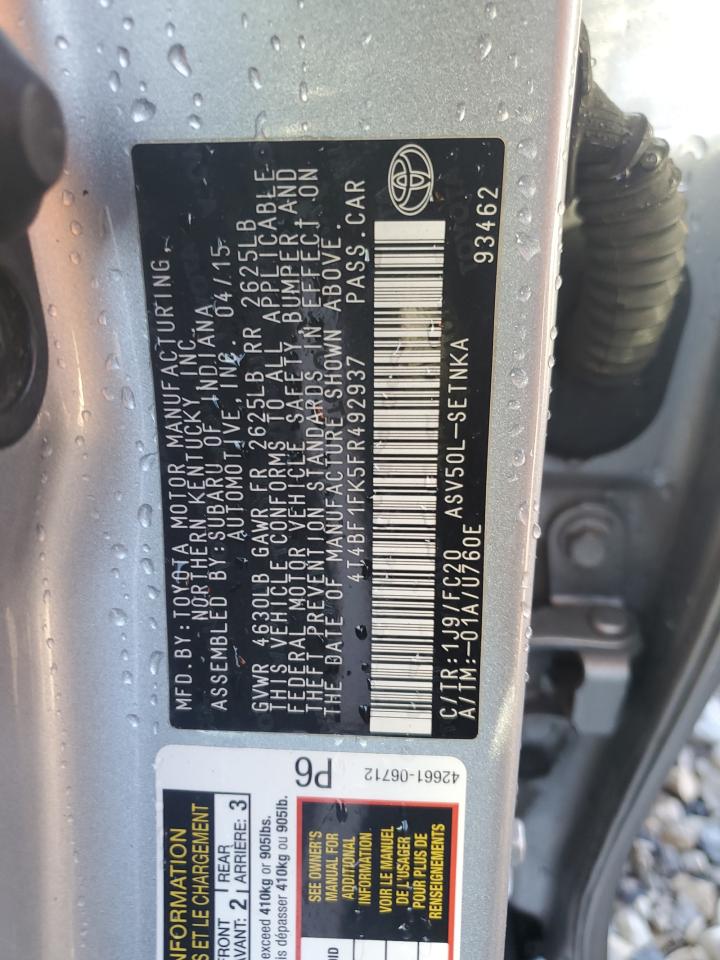 MFD.BY:TOYOTA MOTOR MANUFACTURING,
NORTHERN KENTUCKY INC.
ASSEMBLED BY:SUBARU OF INDIANA
AUTOMOTIVE,INC. 04/15
GVWR 4630LB GAWR FR 2625LB RR 2625LB
THIS VEHICLE CONFORMS TO ALL APPLICABLE
FEDERAL MOTOR VEHICLE SAFETY BUMPER AND
THEFT PREVENTION STANDARDS IN EFFECT ON
THE DATE OF MANUFACTURE SHOWN ABOVE.
4T4BF1FK5FR492937 PASS.CAR
C/TR:1J9/FC20 ASV50L-SETNKA
A/TM:-01A/U760E
93462
P6
42661-06712
INFORMATION
S ET LE CHARGEMENT
FRONT
AVANT: 2
REAR
ARRIÈRE: 3
exceed 410kg or 905lbs.
s dépasser 410kg ou 905lb.
SEE OWNER'S
MANUAL FOR
ADDITIONAL
INFORMATION
VOIR LE MANUEL
DE L'USAGER
POUR PLUS DE
RENSEIGNEMENTS